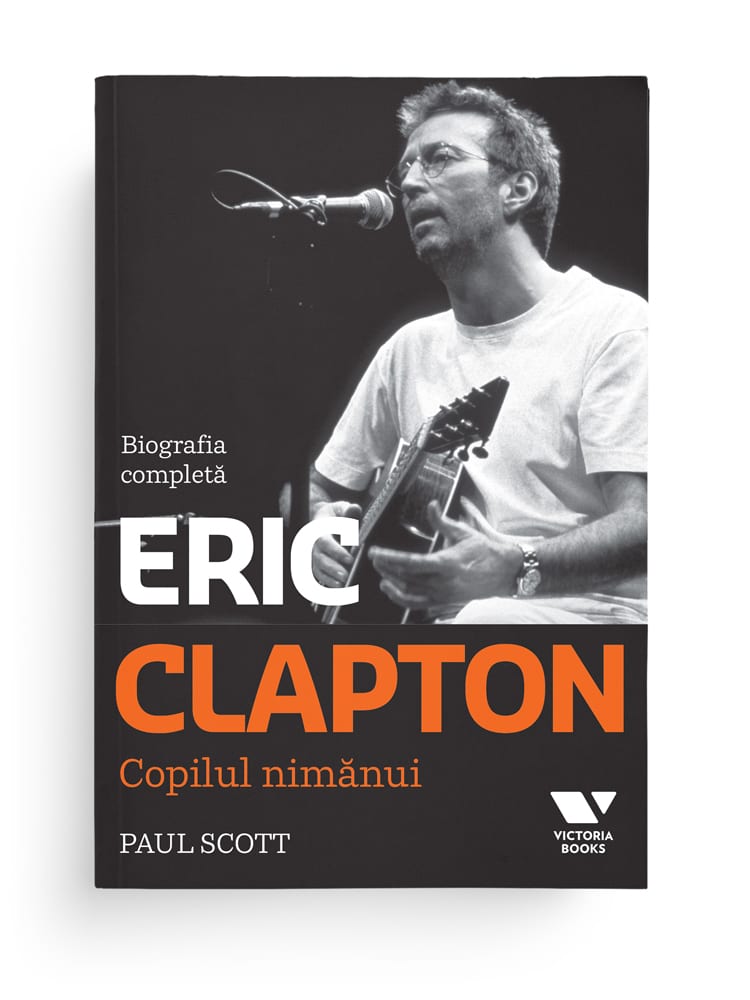 Biografia
completă
ERIC
CLAPTON
Copilul nimănui
PAUL SCOTT
VICTORIA
BOOKS